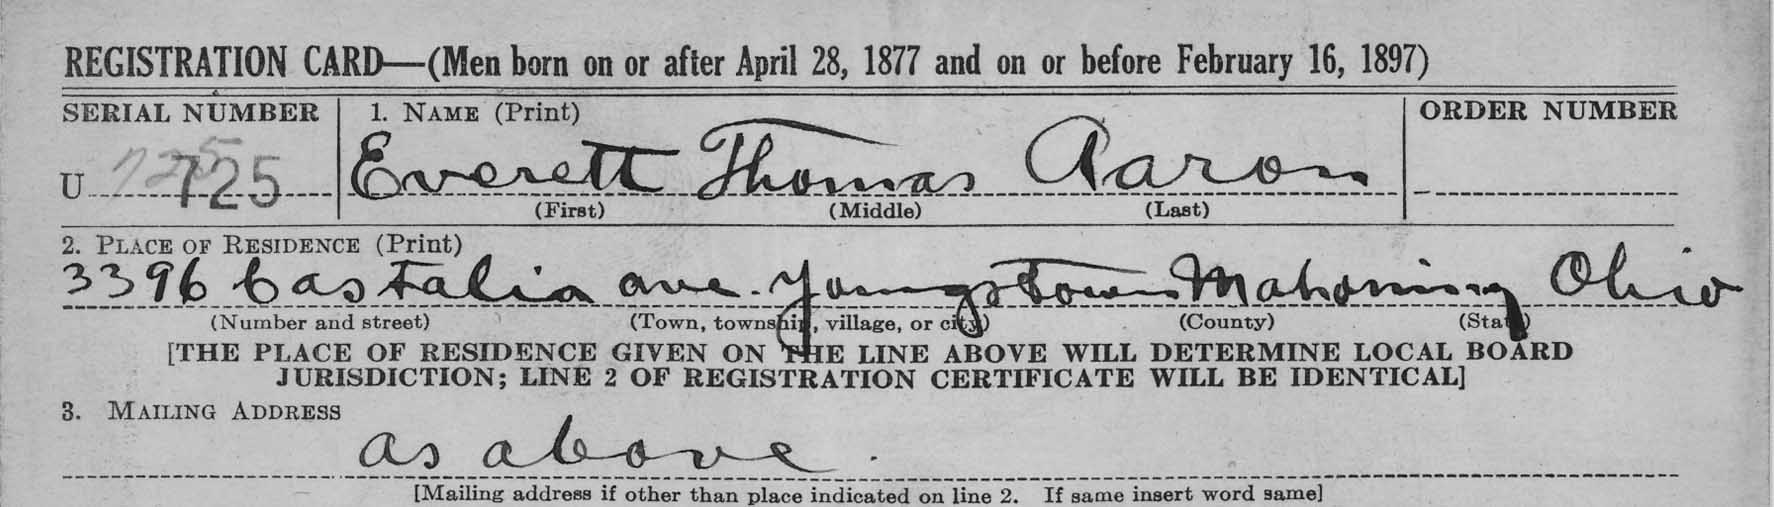 REGISTRATION CARD—(Men born on or after April 28, 1877 and on or before February 16, 1897)
SERIAL NUMBER 1. NAME (Print) ORDER NUMBER
U 725 725 Everett Thomas Aaron
(First) (Middle) (Last)
2. PLACE OF RESIDENCE (Print)
3396 Castalia ave. Youngstown Mahoning Ohio
(Number and street) (Town, township, village, or city) (County) (State)
[THE PLACE OF RESIDENCE GIVEN ON THE LINE ABOVE WILL DETERMINE LOCAL BOARD
JURISDICTION; LINE 2 OF REGISTRATION CERTIFICATE WILL BE IDENTICAL]
3. MAILING ADDRESS
as above.
[Mailing address if other than place indicated on line 2. If same insert word same]